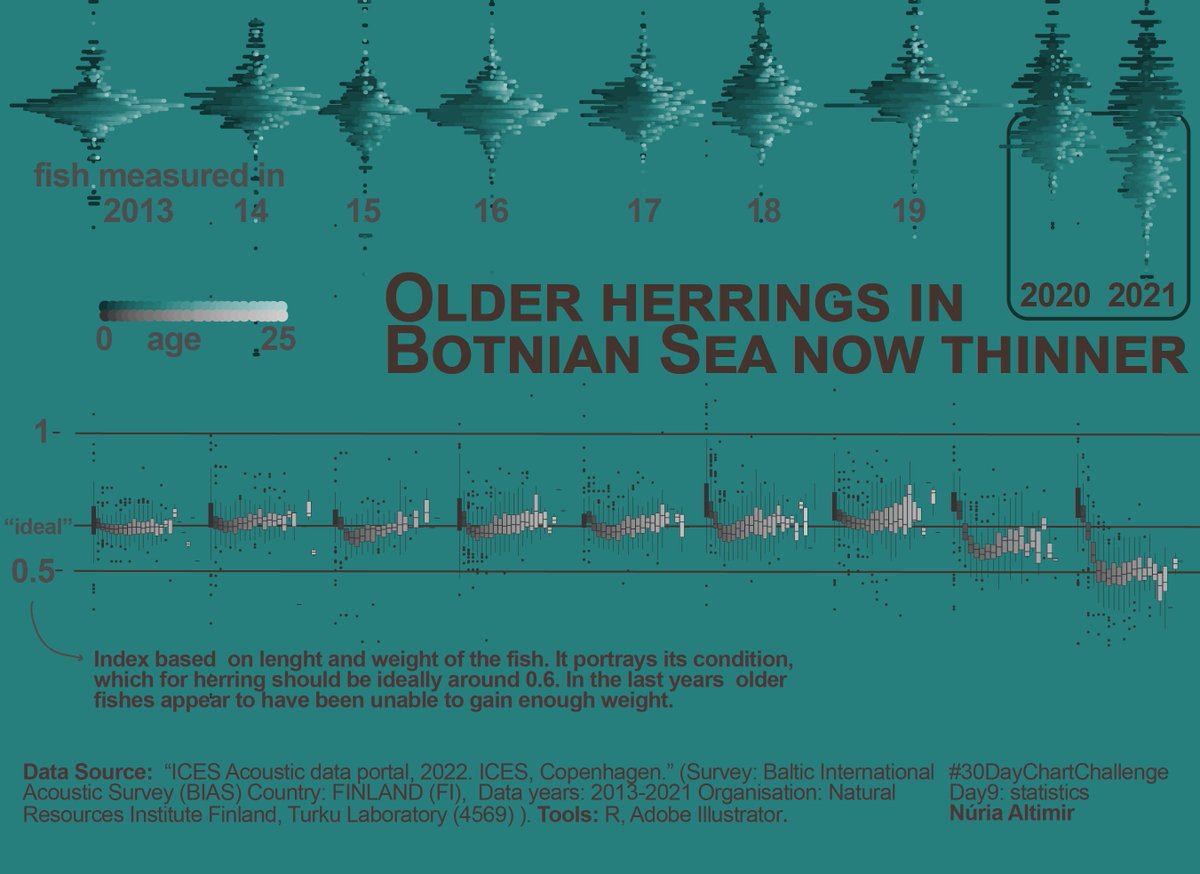 fish measured in
2013 14 15 16 17 18 19
2020 2021
0 age 25
OLDER HERRINGS IN
BOTNIAN SEA NOW THINNER
1
"ideal"
0.5
Index based on lenght and weight of the fish. It portrays its condition,
which for herring should be ideally around 0.6. In the last years older
fishes appear to have been unable to gain enough weight.
Data Source: “ICES Acoustic data portal, 2022. ICES, Copenhagen.” (Survey: Baltic International
Acoustic Survey (BIAS) Country: FINLAND (FI), Data years: 2013-2021 Organisation: Natural
Resources Institute Finland, Turku Laboratory (4569) ). Tools: R, Adobe Illustrator.
#30DayChartChallenge
Day9: statistics
Núria Altimir